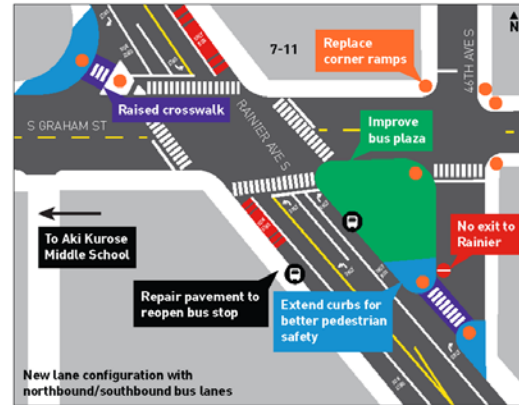 N
7-11
Replace
corner ramps
46TH AVE S
Raised crosswalk
S GRAHAM ST
RAINIER AVE S
Improve
bus plaza
No exit to
Rainier
To Aki Kurose
Middle School
Repair pavement to
reopen bus stop
Extend curbs for
better pedestrian
safety
New lane configuration with
northbound/southbound bus lanes